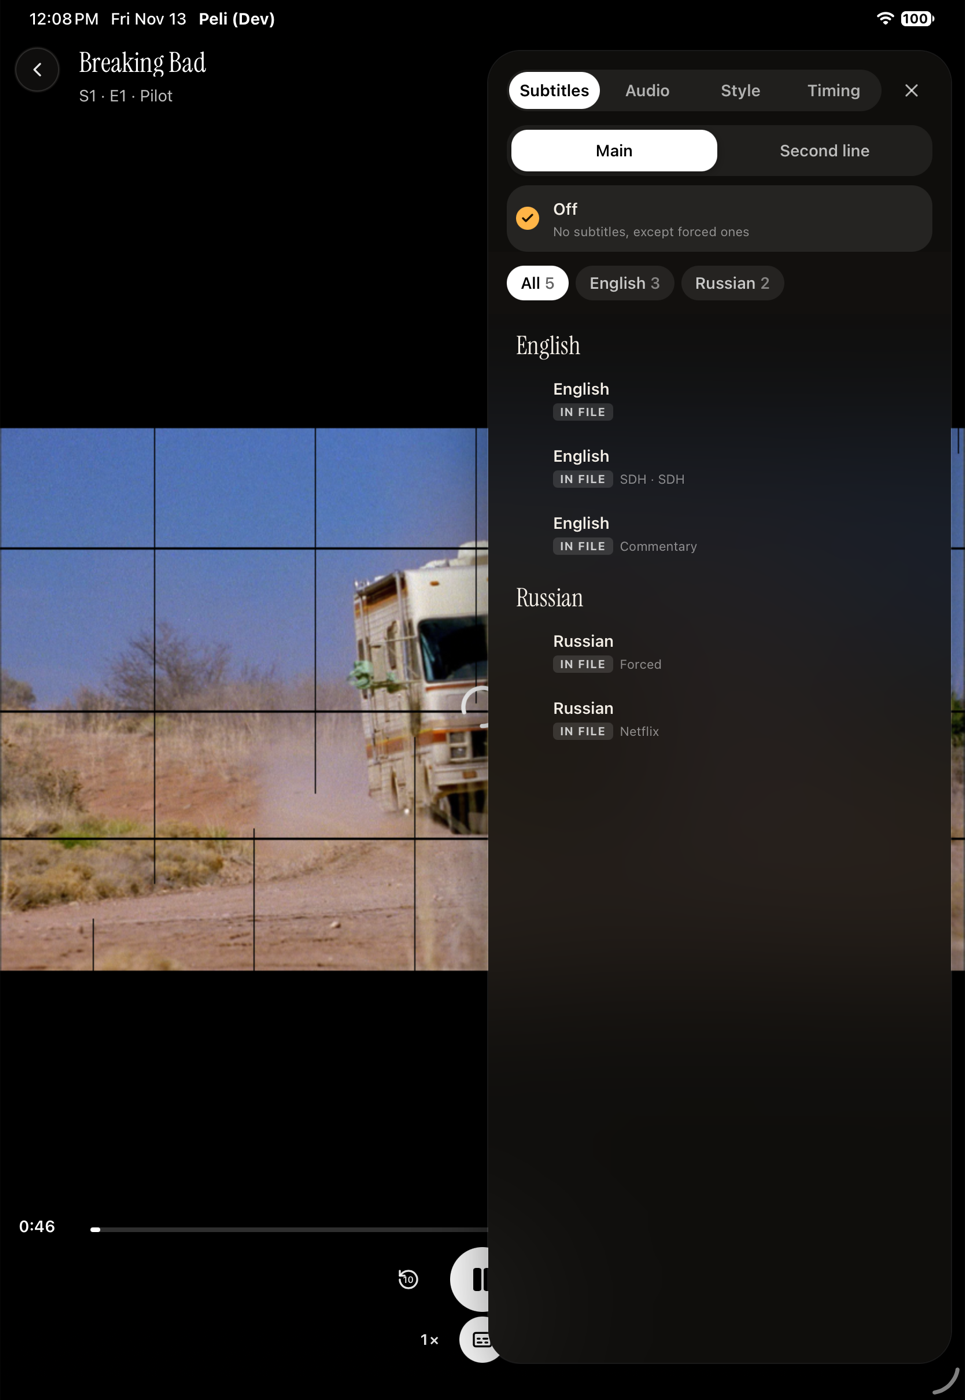 12:08 PM Fri Nov 13 Peli (Dev)
100
Breaking Bad
S1 · E1 · Pilot
Subtitles Audio Style Timing
Main Second line
Off
No subtitles, except forced ones
All 5 English 3 Russian 2
English
English
IN FILE
English
IN FILE SDH · SDH
English
IN FILE Commentary
Russian
Russian
IN FILE Forced
Russian
IN FILE Netflix
0:46
10
1×